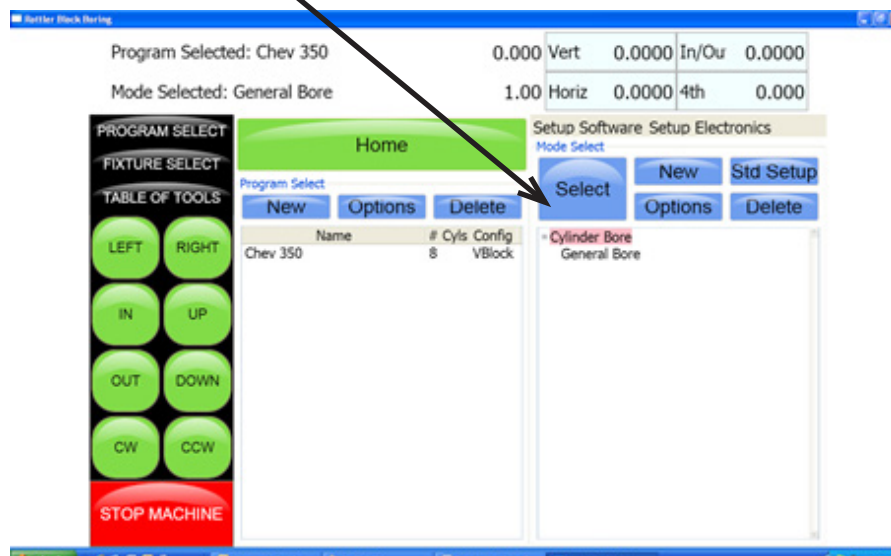 Rottler Block Boring
Program Selected: Chev 350 0.000 Vert 0.0000 In/Our 0.0000
Mode Selected: General Bore 1.00 Horiz 0.0000 4th 0.000
PROGRAM SELECT
FIXTURE SELECT
TABLE OF TOOLS
LEFT RIGHT
IN UP
OUT DOWN
CW CCW
STOP MACHINE
Home
Program Select
New Options Delete
Name # Cyls Config
Chev 350 8 VBlock
Setup Software Setup Electronics
Mode Select
Select New Std Setup
Options Delete
Cylinder Bore
General Bore